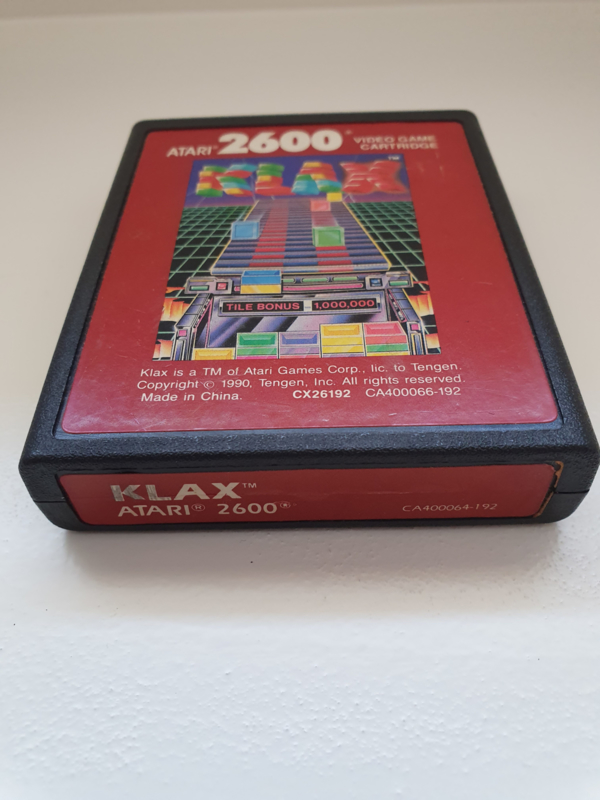 ATARI® 2600® VIDEO GAME
CARTRIDGE
KLAX™
TILE BONUS 1,000,000
Klax is a TM of Atari Games Corp., lic. to Tengen.
Copyright © 1990, Tengen, Inc. All rights reserved.
Made in China. CX26192 CA400066-192
KLAX™
ATARI® 2600® CA400064-192